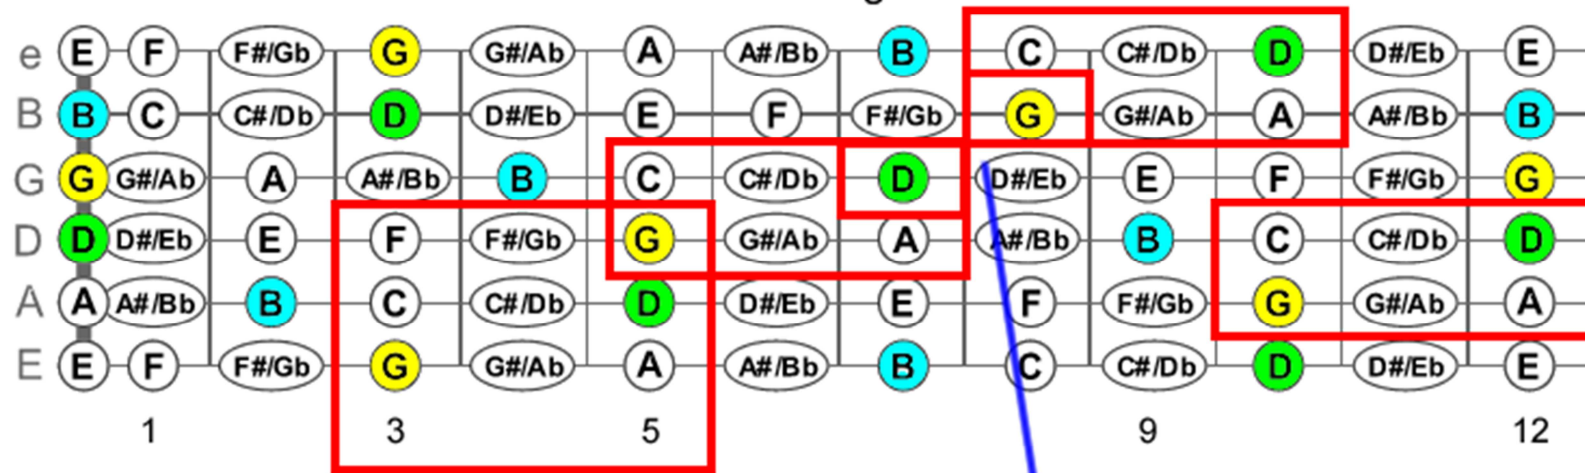 e E F F#/Gb G G#/Ab A A#/Bb B C C#/Db D D#/Eb E
B B C C#/Db D D#/Eb E F F#/Gb G G#/Ab A A#/Bb B
G G G#/Ab A A#/Bb B C C#/Db D D#/Eb E F F#/Gb G
D D D#/Eb E F F#/Gb G G#/Ab A A#/Bb B C C#/Db D
A A A#/Bb B C C#/Db D D#/Eb E F F#/Gb G G#/Ab A
E E F F#/Gb G G#/Ab A A#/Bb B C C#/Db D D#/Eb E
1 3 5 9 12